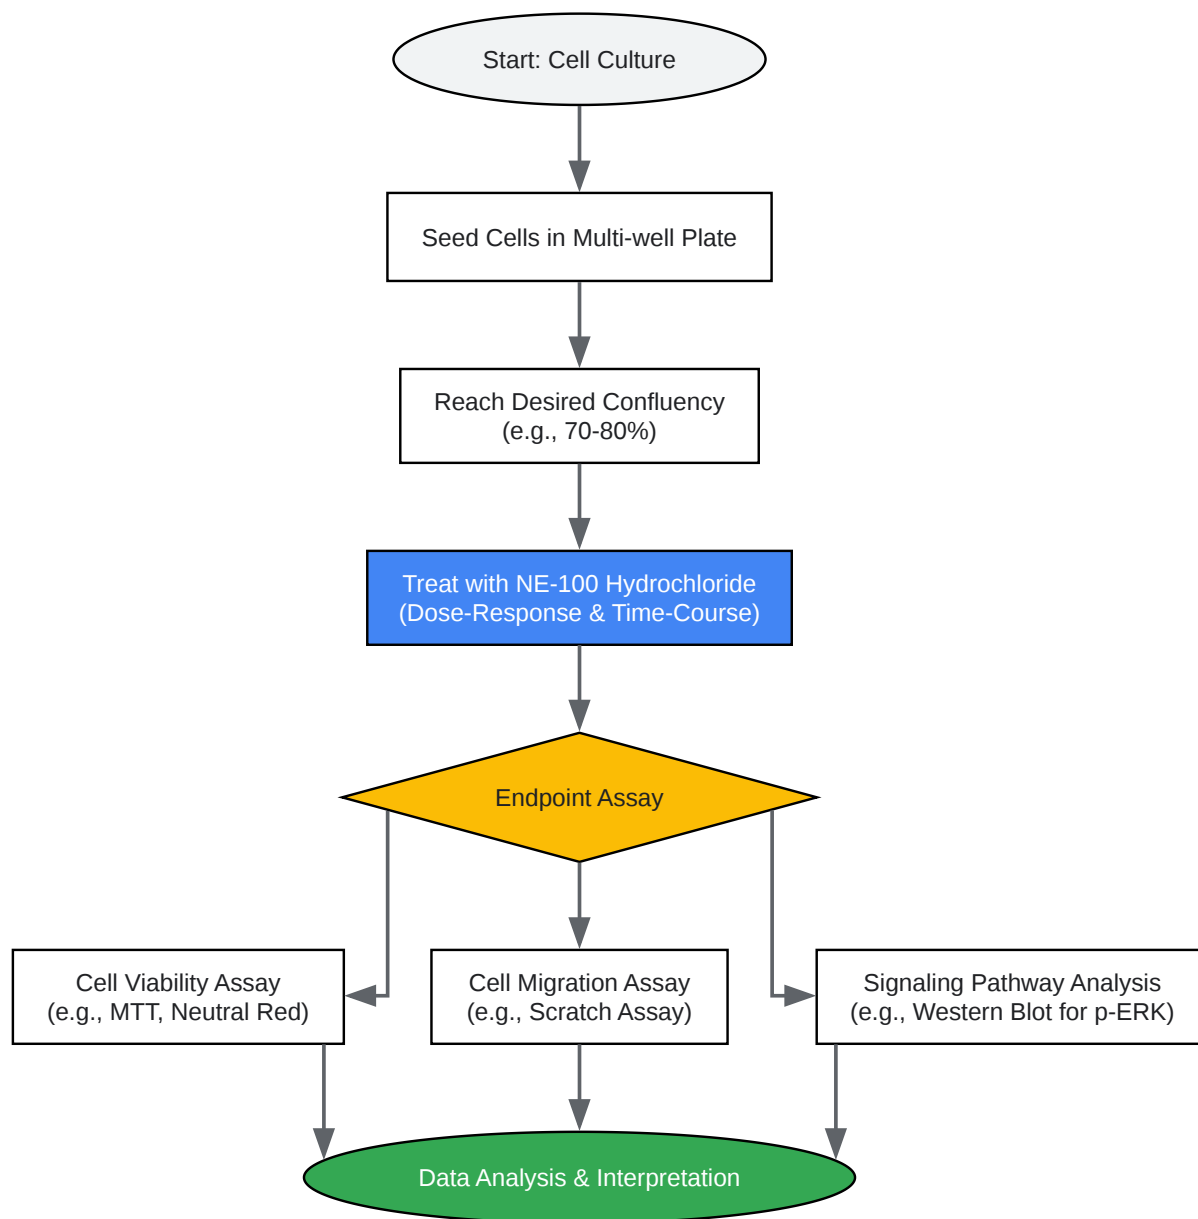 Start: Cell Culture
Seed Cells in Multi-well Plate
Reach Desired Confluency
(e.g., 70-80%)
Treat with NE-100 Hydrochloride
(Dose-Response & Time-Course)
Endpoint Assay
Cell Viability Assay
(e.g., MTT, Neutral Red)
Cell Migration Assay
(e.g., Scratch Assay)
Signaling Pathway Analysis
(e.g., Western Blot for p-ERK)
Data Analysis & Interpretation